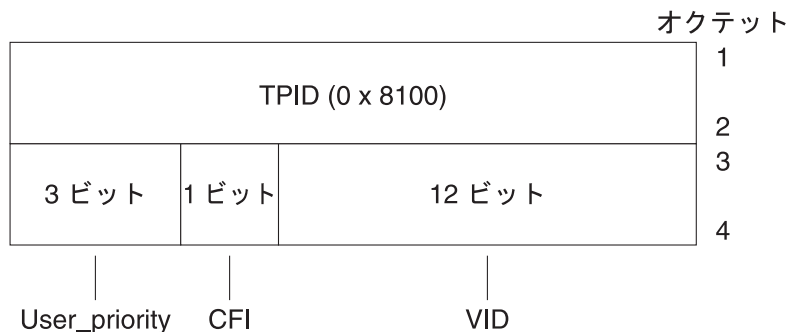 オクテット
TPID (0 x 8100)
1
2
3 ビット
1 ビット
12 ビット
3
4
User_priority
CFI
VID